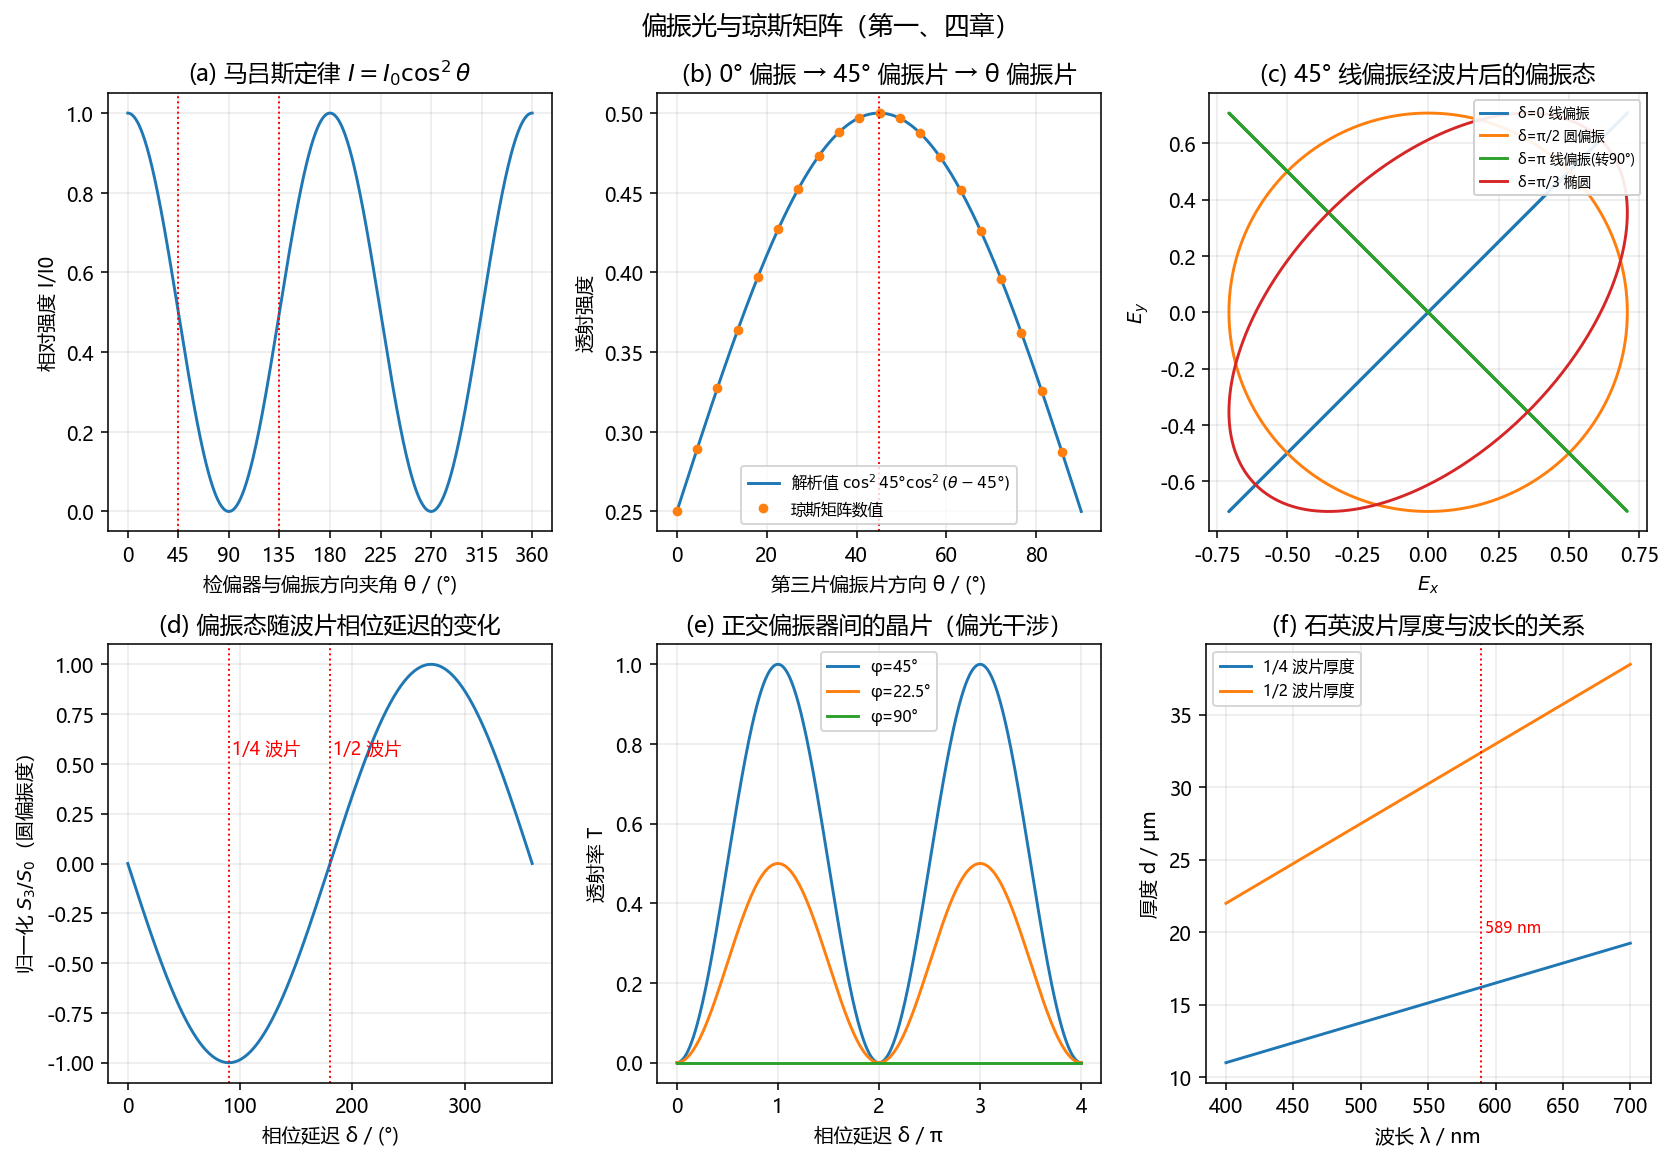 偏振光与琼斯矩阵（第一、四章）
(a) 马吕斯定律 I = I₀cos² θ
相对强度 I/I0
1.0
0.8
0.6
0.4
0.2
0.0
0 45 90 135 180 225 270 315 360
检偏器与偏振方向夹角 θ / (°)
(b) 0° 偏振 → 45° 偏振片 → θ 偏振片
透射强度
0.50
0.45
0.40
0.35
0.30
0.25
解析值 cos² 45°cos² (θ − 45°)
琼斯矩阵数值
0 20 40 60 80
第三片偏振片方向 θ / (°)
(c) 45° 线偏振经波片后的偏振态
δ=0 线偏振
δ=π/2 圆偏振
δ=π 线偏振(转90°)
δ=π/3 椭圆
E_y
0.6
0.4
0.2
0.0
-0.2
-0.4
-0.6
-0.75 -0.50 -0.25 0.00 0.25 0.50 0.75
E_x
(d) 偏振态随波片相位延迟的变化
归一化 S₃/S₀（圆偏振度）
1.00
0.75
0.50
0.25
0.00
-0.25
-0.50
-0.75
-1.00
1/4 波片
1/2 波片
0 100 200 300
相位延迟 δ / (°)
(e) 正交偏振器间的晶片（偏光干涉）
φ=45°
φ=22.5°
φ=90°
透射率 T
1.0
0.8
0.6
0.4
0.2
0.0
0 1 2 3 4
相位延迟 δ / π
(f) 石英波片厚度与波长的关系
1/4 波片厚度
1/2 波片厚度
厚度 d / μm
35
30
25
20
15
10
589 nm
400 450 500 550 600 650 700
波长 λ / nm